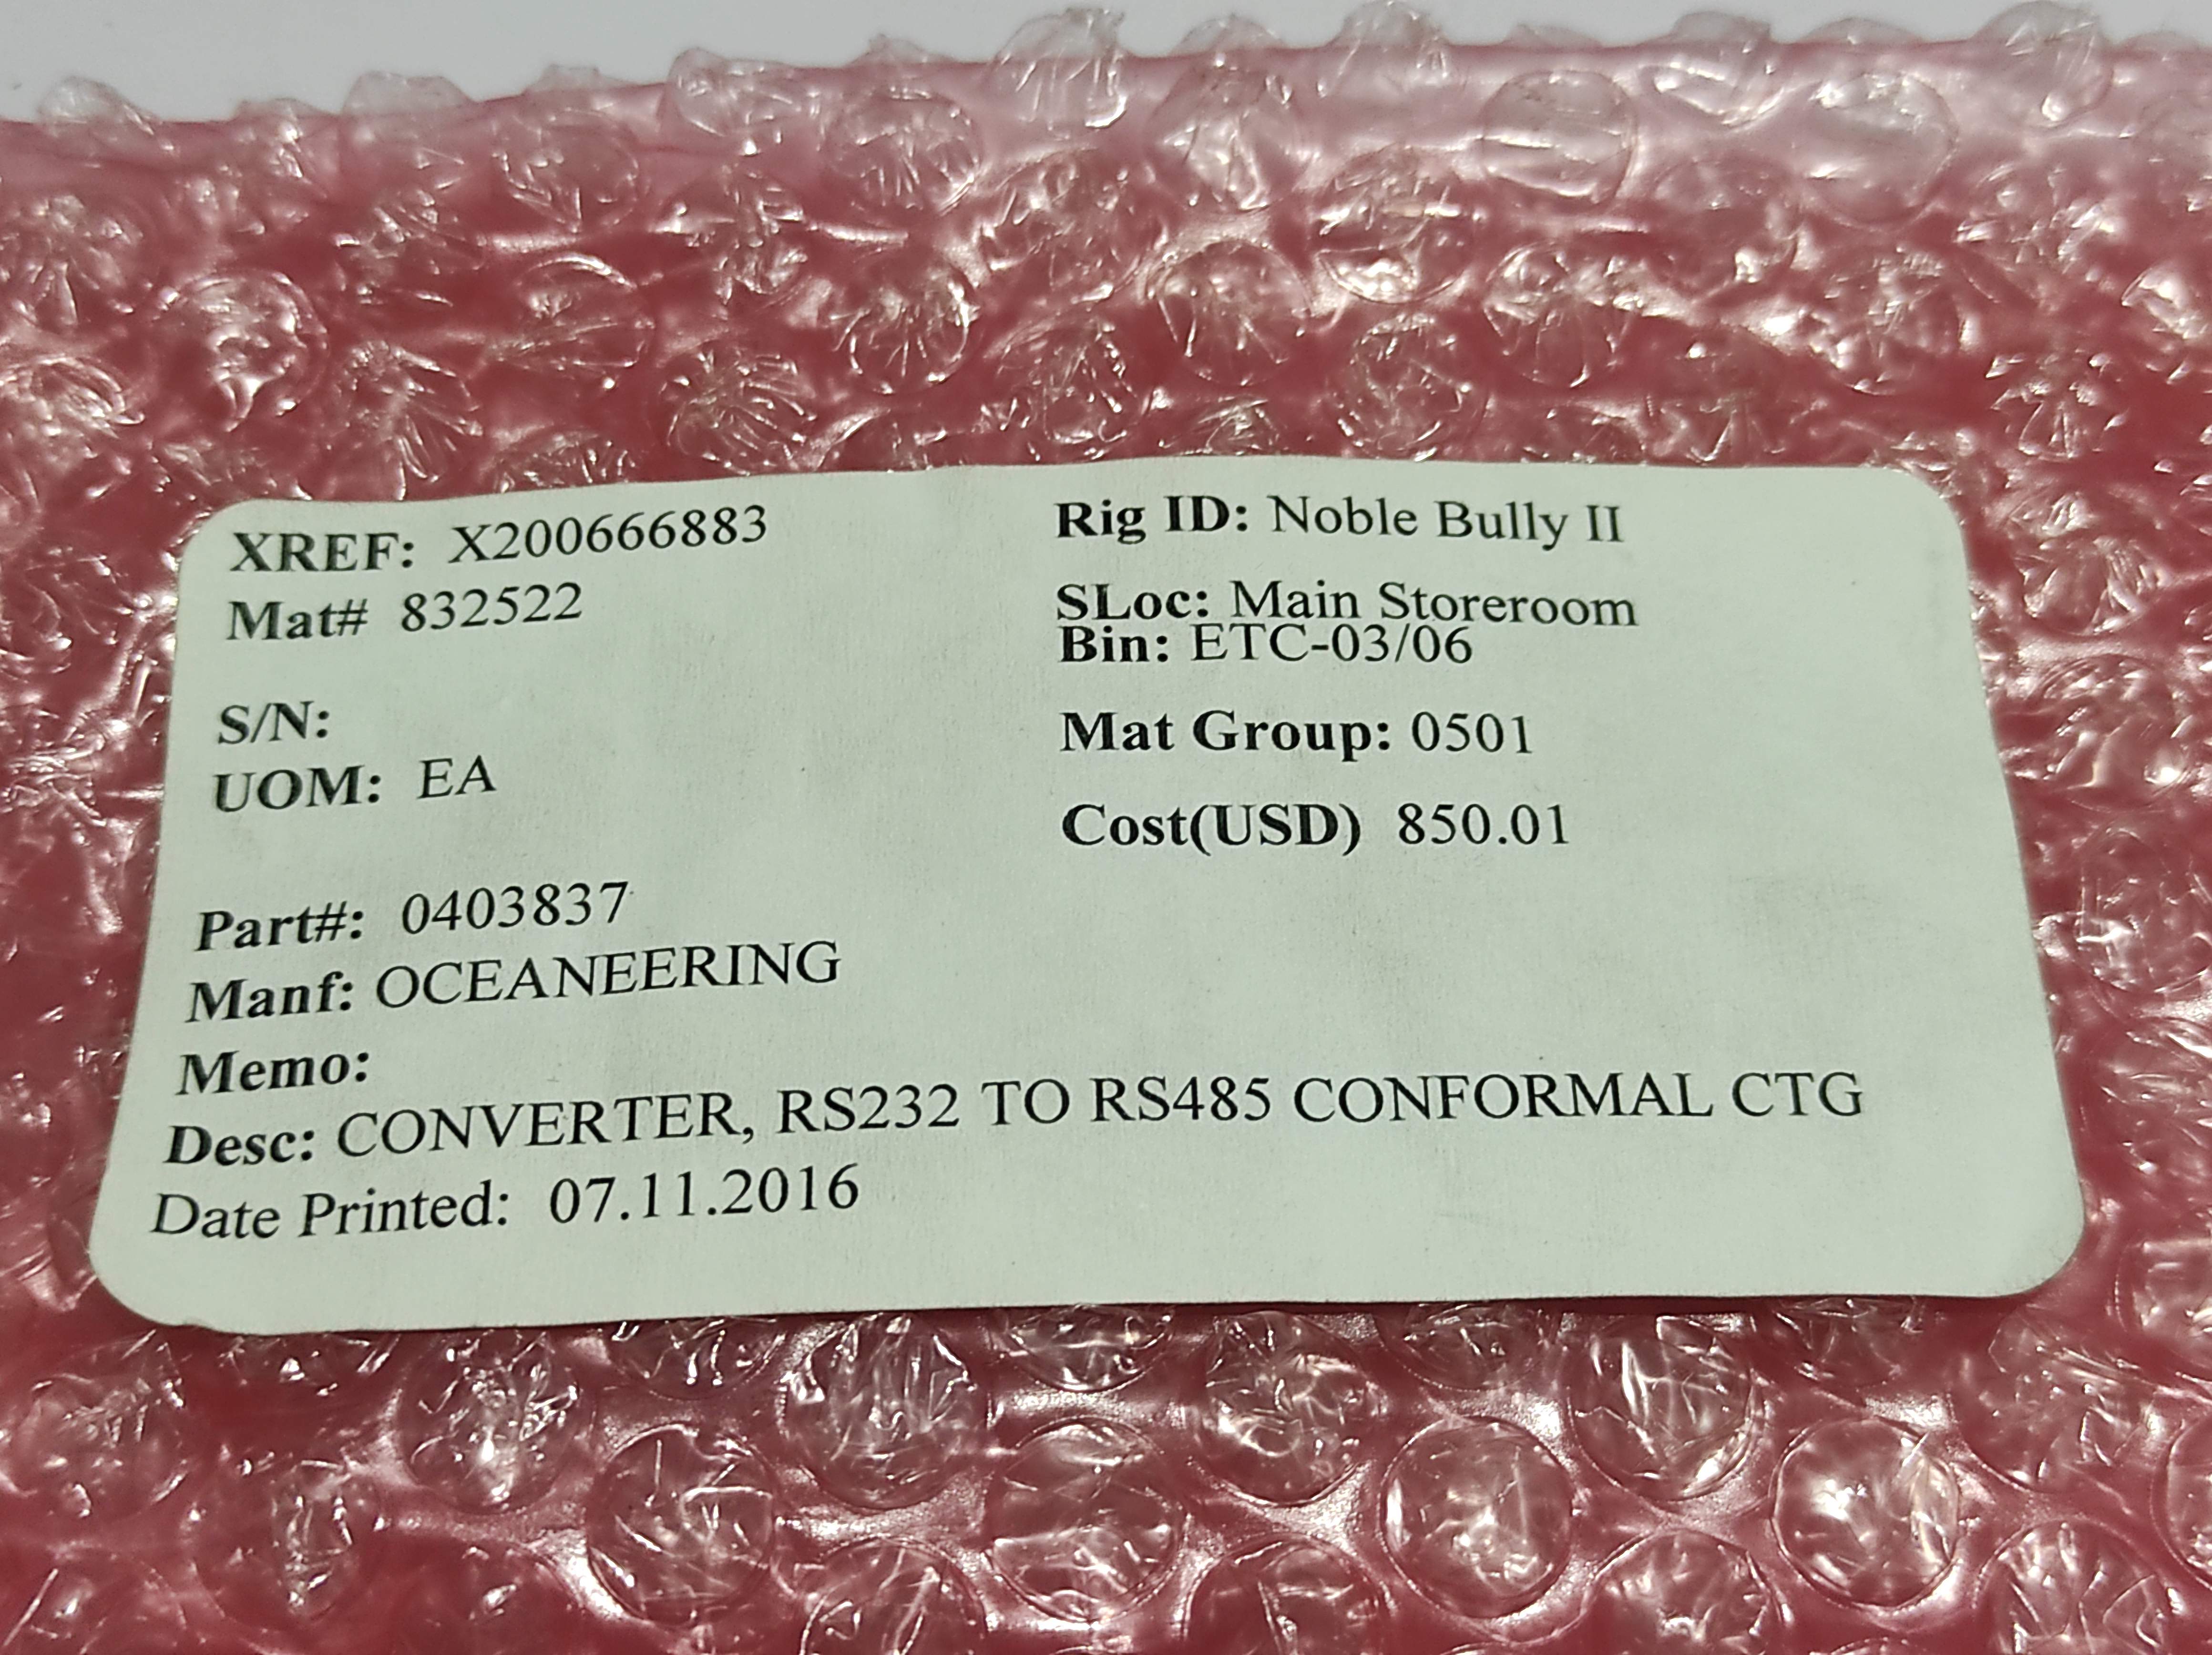 XREF: X200666883
Mat# 832522
S/N:
UOM: EA
Rig ID: Noble Bully II
SLoc: Main Storeroom
Bin: ETC-03/06
Mat Group: 0501
Cost(USD) 850.01
Part#: 0403837
Manf: OCEANEERING
Memo:
Desc: CONVERTER, RS232 TO RS485 CONFORMAL CTG
Date Printed: 07.11.2016